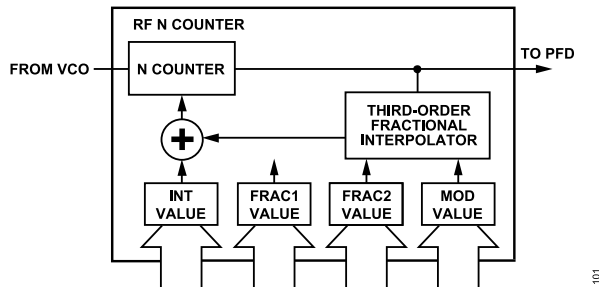 RF N COUNTER
FROM VCO
N COUNTER
TO PFD
THIRD-ORDER
FRACTIONAL
INTERPOLATOR
+
INT
VALUE
FRAC1
VALUE
FRAC2
VALUE
MOD
VALUE
101